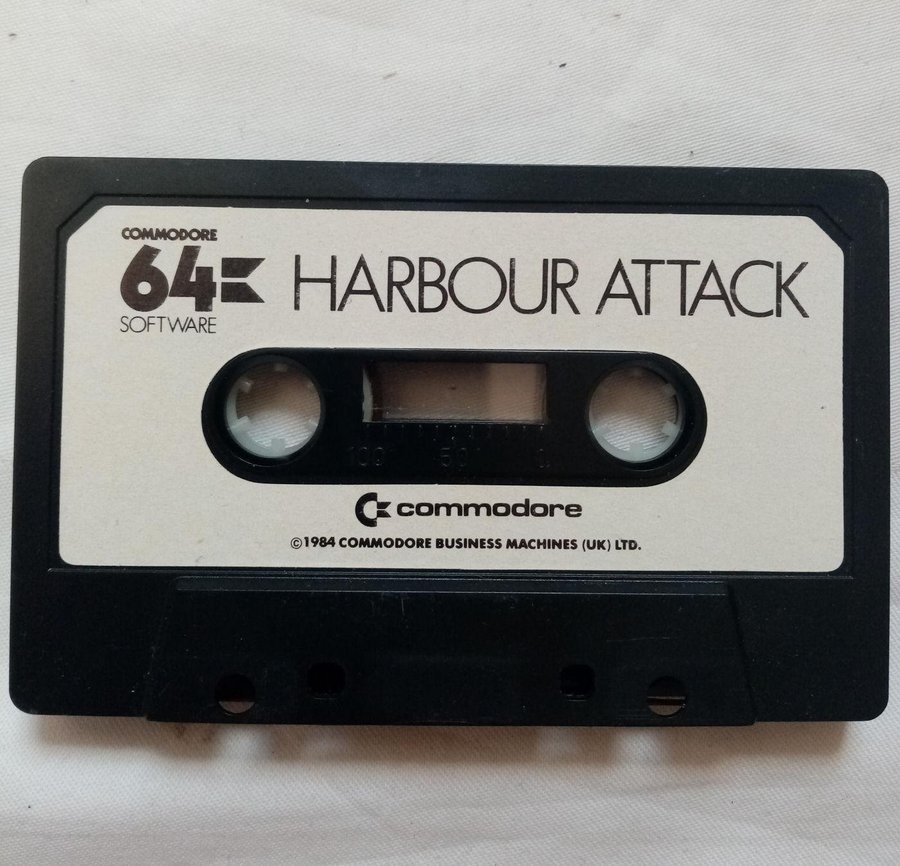 COMMODORE
64
SOFTWARE
HARBOUR ATTACK
100 50 0
commodore
©1984 COMMODORE BUSINESS MACHINES (UK) LTD.